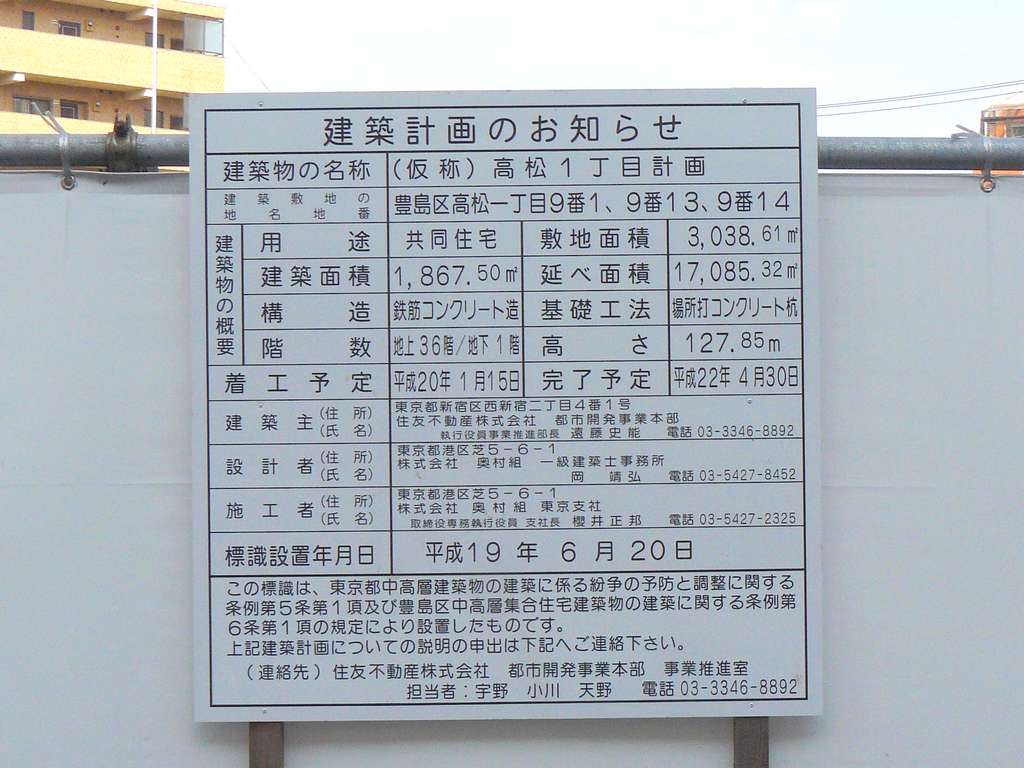 建築計画のお知らせ
建築物の名称 (仮称)高松1丁目計画
建築敷地の地名地番 豊島区高松一丁目9番1、9番13、9番14
建築物の概要
用途 共同住宅 敷地面積 3,038.61㎡
建築面積 1,867.50㎡ 延べ面積 17,085.32㎡
構造 鉄筋コンクリート造 基礎工法 場所打コンクリート杭
階数 地上36階/地下1階 高さ 127.85m
着工予定 平成20年1月15日 完了予定 平成22年4月30日
建築主 (住所) 東京都新宿区西新宿二丁目4番1号
(氏名) 住友不動産株式会社 都市開発事業本部
執行役員事業推進部長 遠藤史能 電話 03-3346-8892
設計者 (住所) 東京都港区芝5-6-1
(氏名) 株式会社 奥村組 一級建築士事務所
岡 靖弘 電話 03-5427-8452
施工者 (住所) 東京都港区芝5-6-1
(氏名) 株式会社 奥村組 東京支社
取締役専務執行役員 支社長 櫻井正邦 電話 03-5427-2325
標識設置年月日 平成19年6月20日
この標識は、東京都中高層建築物の建築に係る紛争の予防と調整に関する
条例第5条第1項及び豊島区中高層集合住宅建築物の建築に関する条例第
6条第1項の規定により設置したものです。
上記建築計画についての説明の申出は下記へご連絡下さい。
(連絡先)住友不動産株式会社 都市開発事業本部 事業推進室
担当者:宇野 小川 天野 電話 03-3346-8892